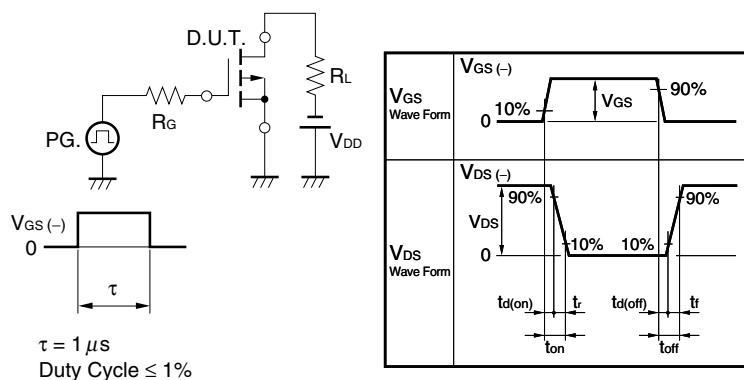 D.U.T.
RL
RG
PG.
VDD
VGS (−)
0
τ
τ = 1 μs
Duty Cycle ≤ 1%
VGS
Wave Form
VGS (−)
10%
0
VGS
90%
VDS
Wave Form
VDS (−)
90%
VDS
0
10%
10%
90%
td(on)
tr
td(off)
tf
ton
toff